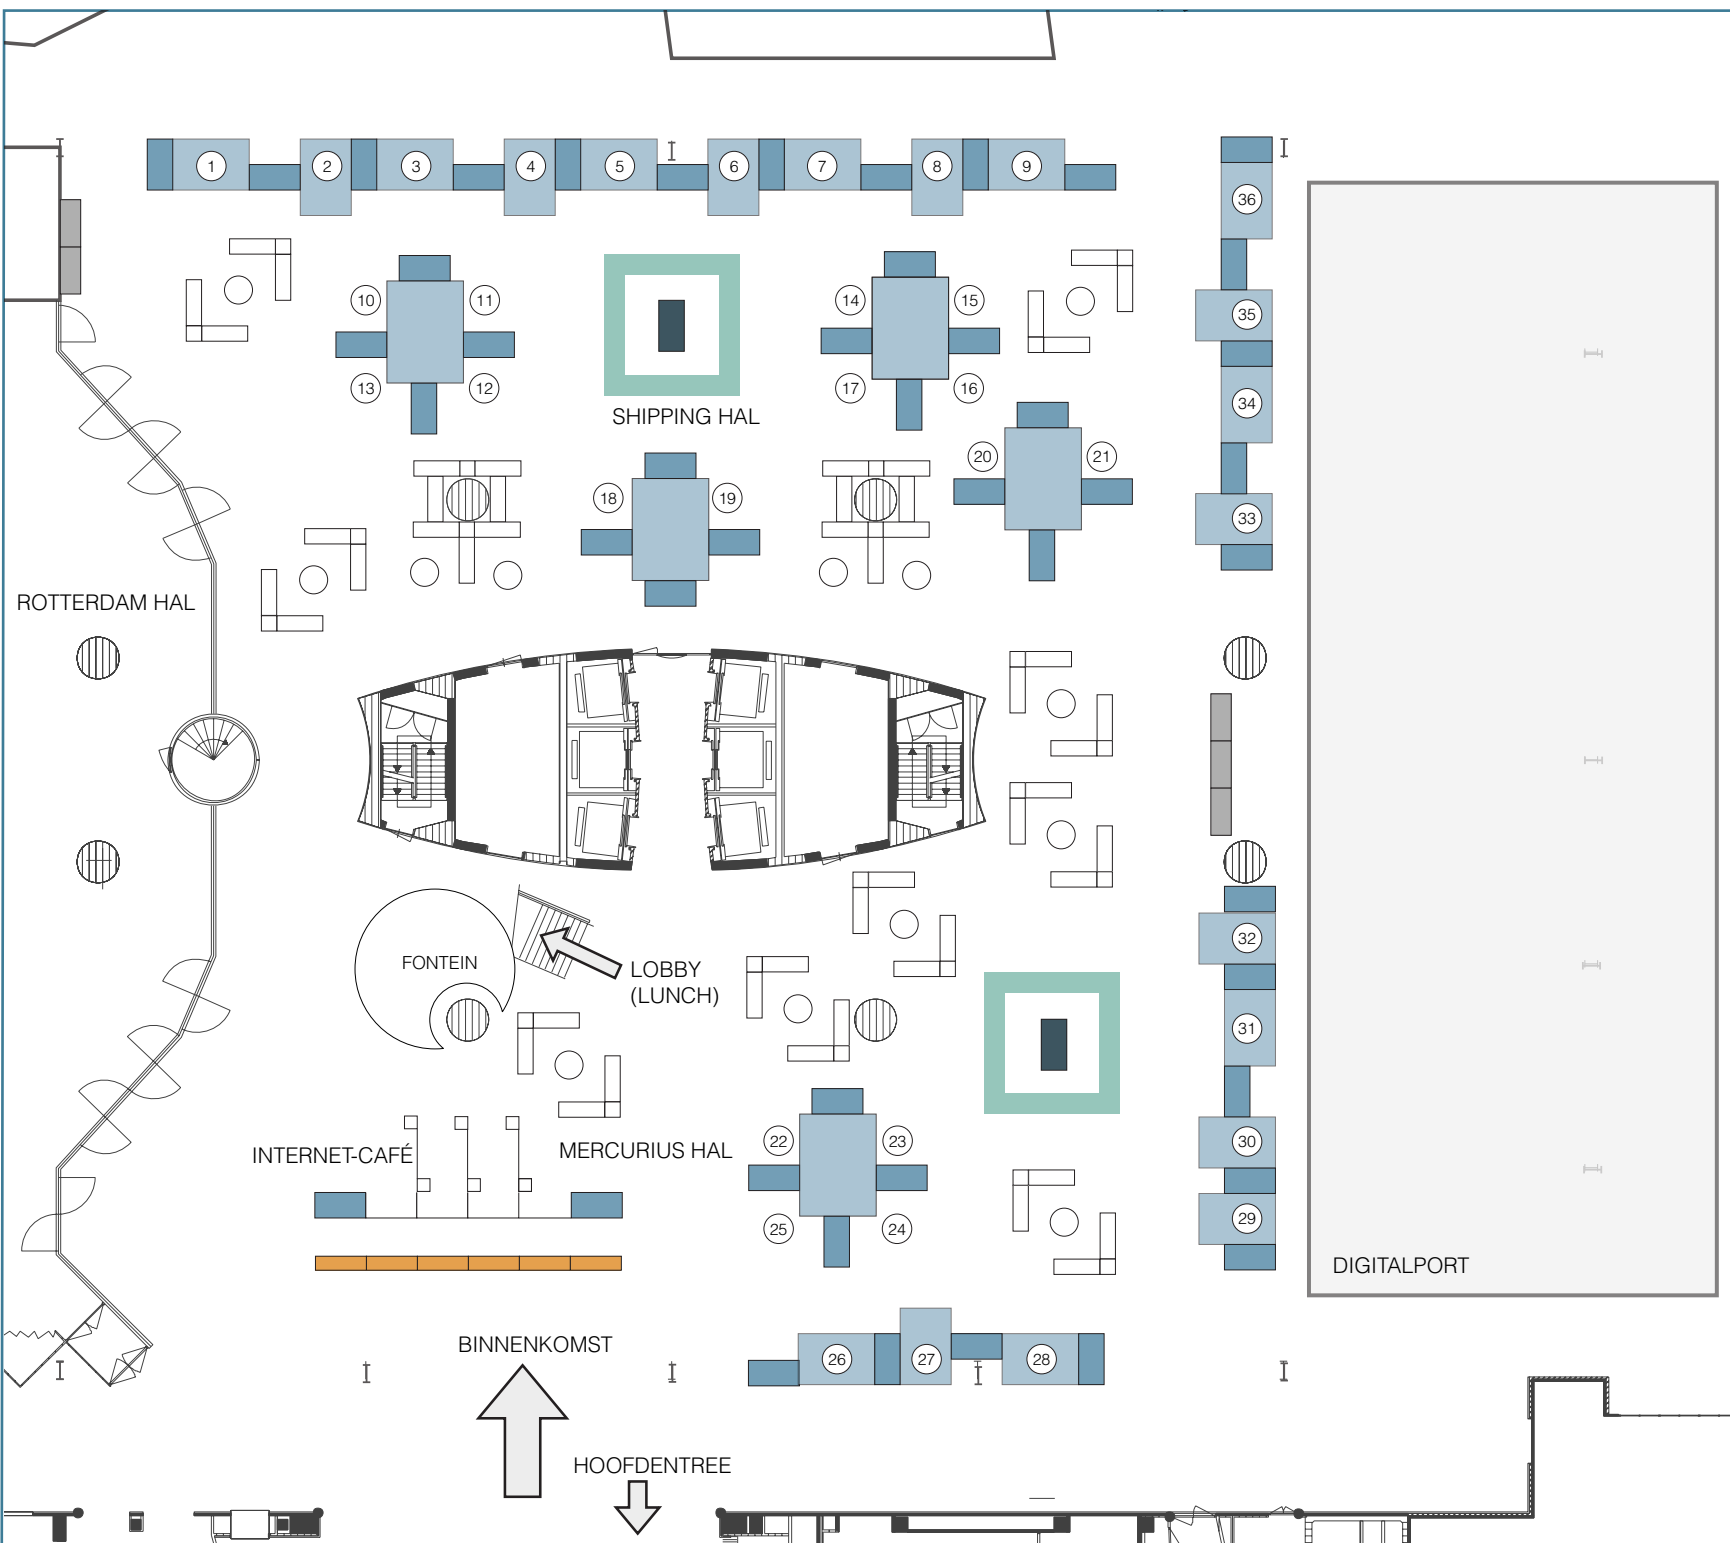 1 2 3 4 5 6 7 8 9
36
10 11 14 15
35
13 12 17 16
34
SHIPPING HAL
20 21
18 19
33
ROTTERDAM HAL
32
FONTEIN
LOBBY
(LUNCH)
31
22 23
30
INTERNET-CAFÉ
MERCURIUS HAL
25 24
29
DIGITALPORT
BINNENKOMST
26 27 28
HOOFDENTREE